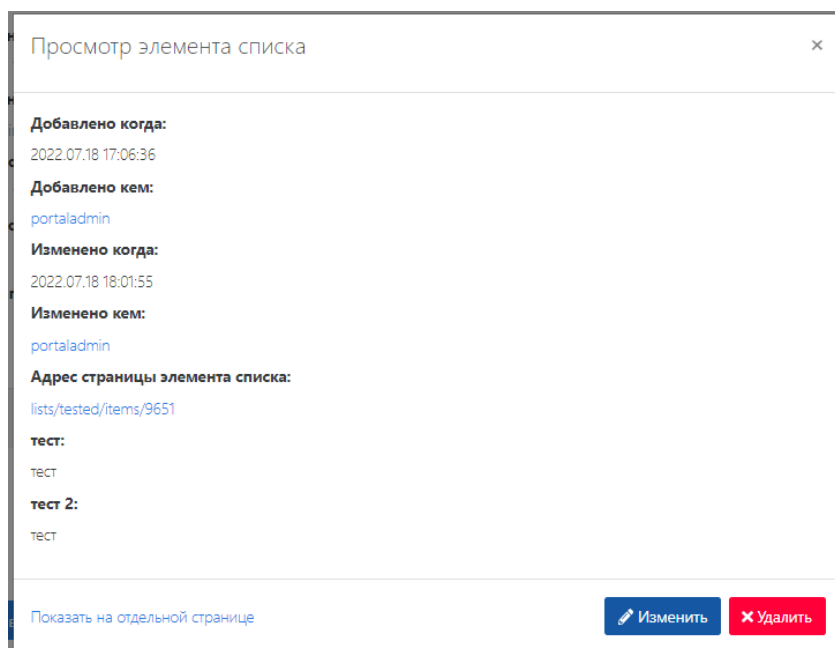 Просмотр элемента списка
×
Добавлено когда:
2022.07.18 17:06:36
Добавлено кем:
portaladmin
Изменено когда:
2022.07.18 18:01:55
Изменено кем:
portaladmin
Адрес страницы элемента списка:
lists/tested/items/9651
тест:
тест
тест 2:
тест
Показать на отдельной странице
Изменить
Удалить